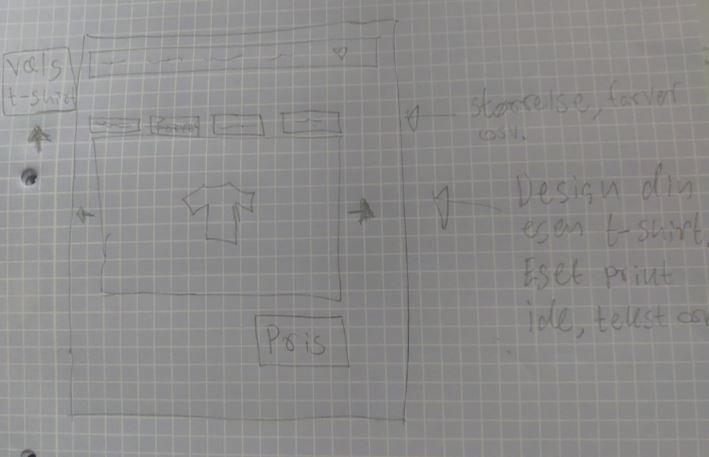 Vælg
t-shirt
størrelse, farver
osv.
Design din
egen t-shirt.
Eget print
ide, tekst osv
Pris